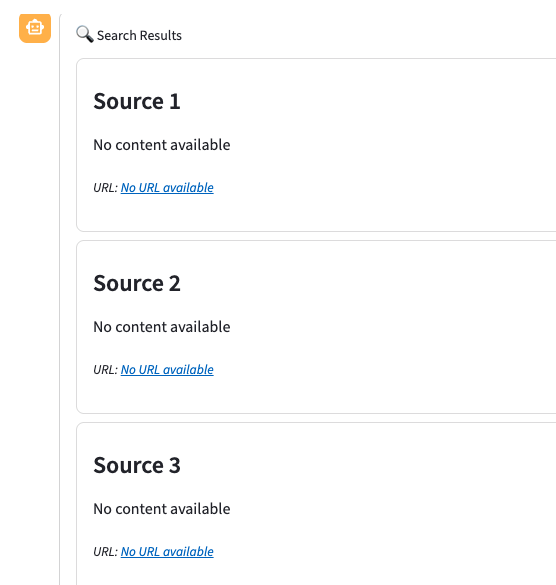 Search Results
Source 1
No content available
URL: No URL available
Source 2
No content available
URL: No URL available
Source 3
No content available
URL: No URL available